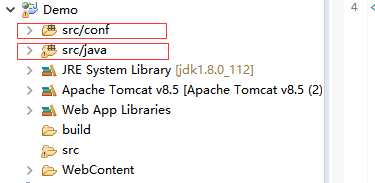 Demo
4
src/conf
src/java
JRE System Library [jdk1.8.0_112]
Apache Tomcat v8.5 [Apache Tomcat v8.5 (2)
Web App Libraries
build
src
WebContent